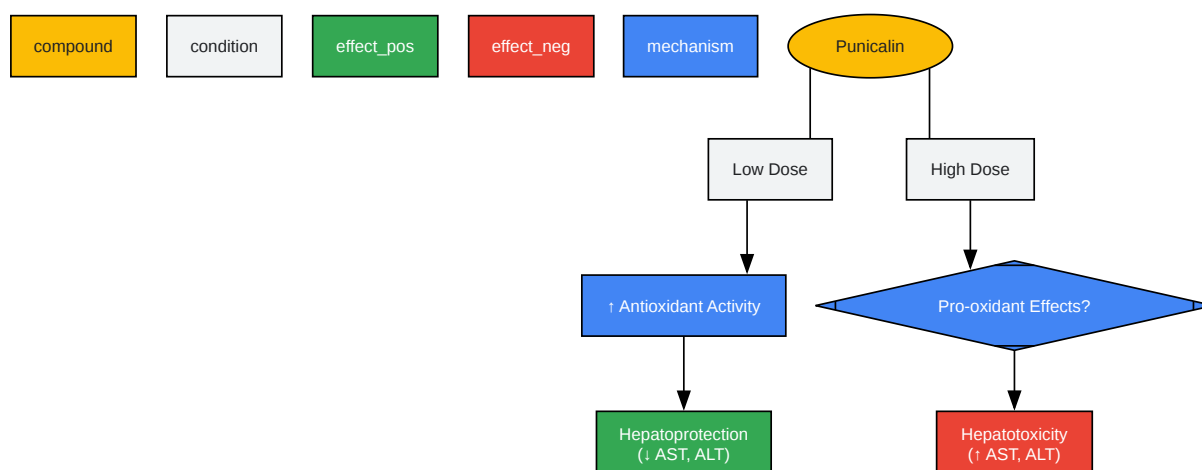 compound
condition
effect_pos
effect_neg
mechanism
Punicalin
Low Dose
High Dose
↑ Antioxidant Activity
Pro-oxidant Effects?
Hepatoprotection
(↓ AST, ALT)
Hepatotoxicity
(↑ AST, ALT)